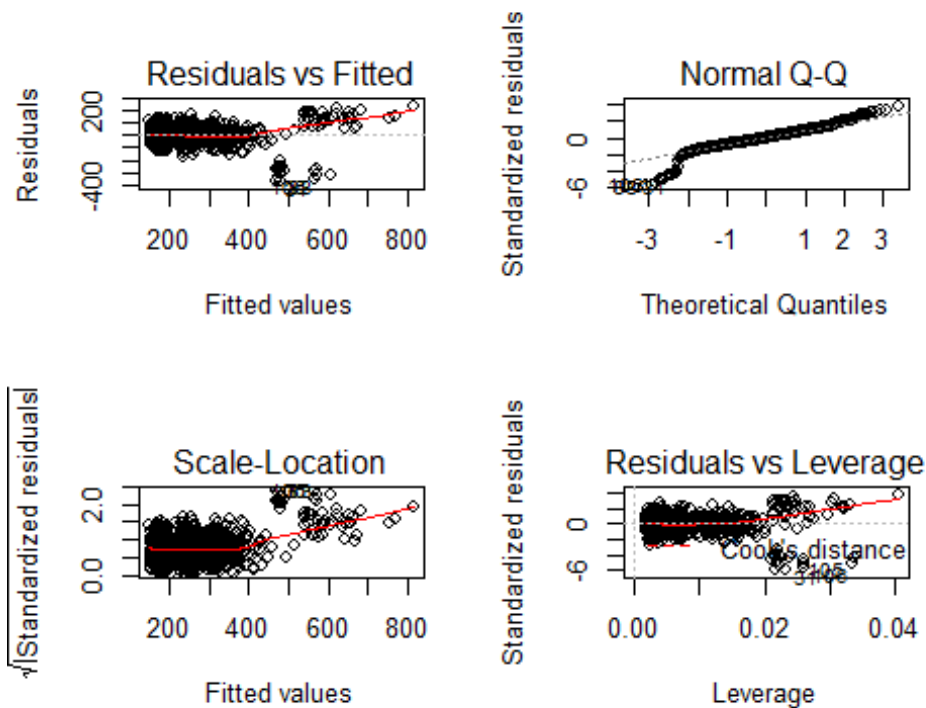 Residuals vs Fitted
Residuals
200
-400
200 400 600 800
Fitted values
Normal Q-Q
Standardized residuals
0
-6
-3 -1 1 2 3
Theoretical Quantiles
Scale-Location
√|Standardized residuals|
2.0
0.0
200 400 600 800
Fitted values
Residuals vs Leverage
Standardized residuals
0
-6
Cook's distance
105
0.00 0.02 0.04
Leverage